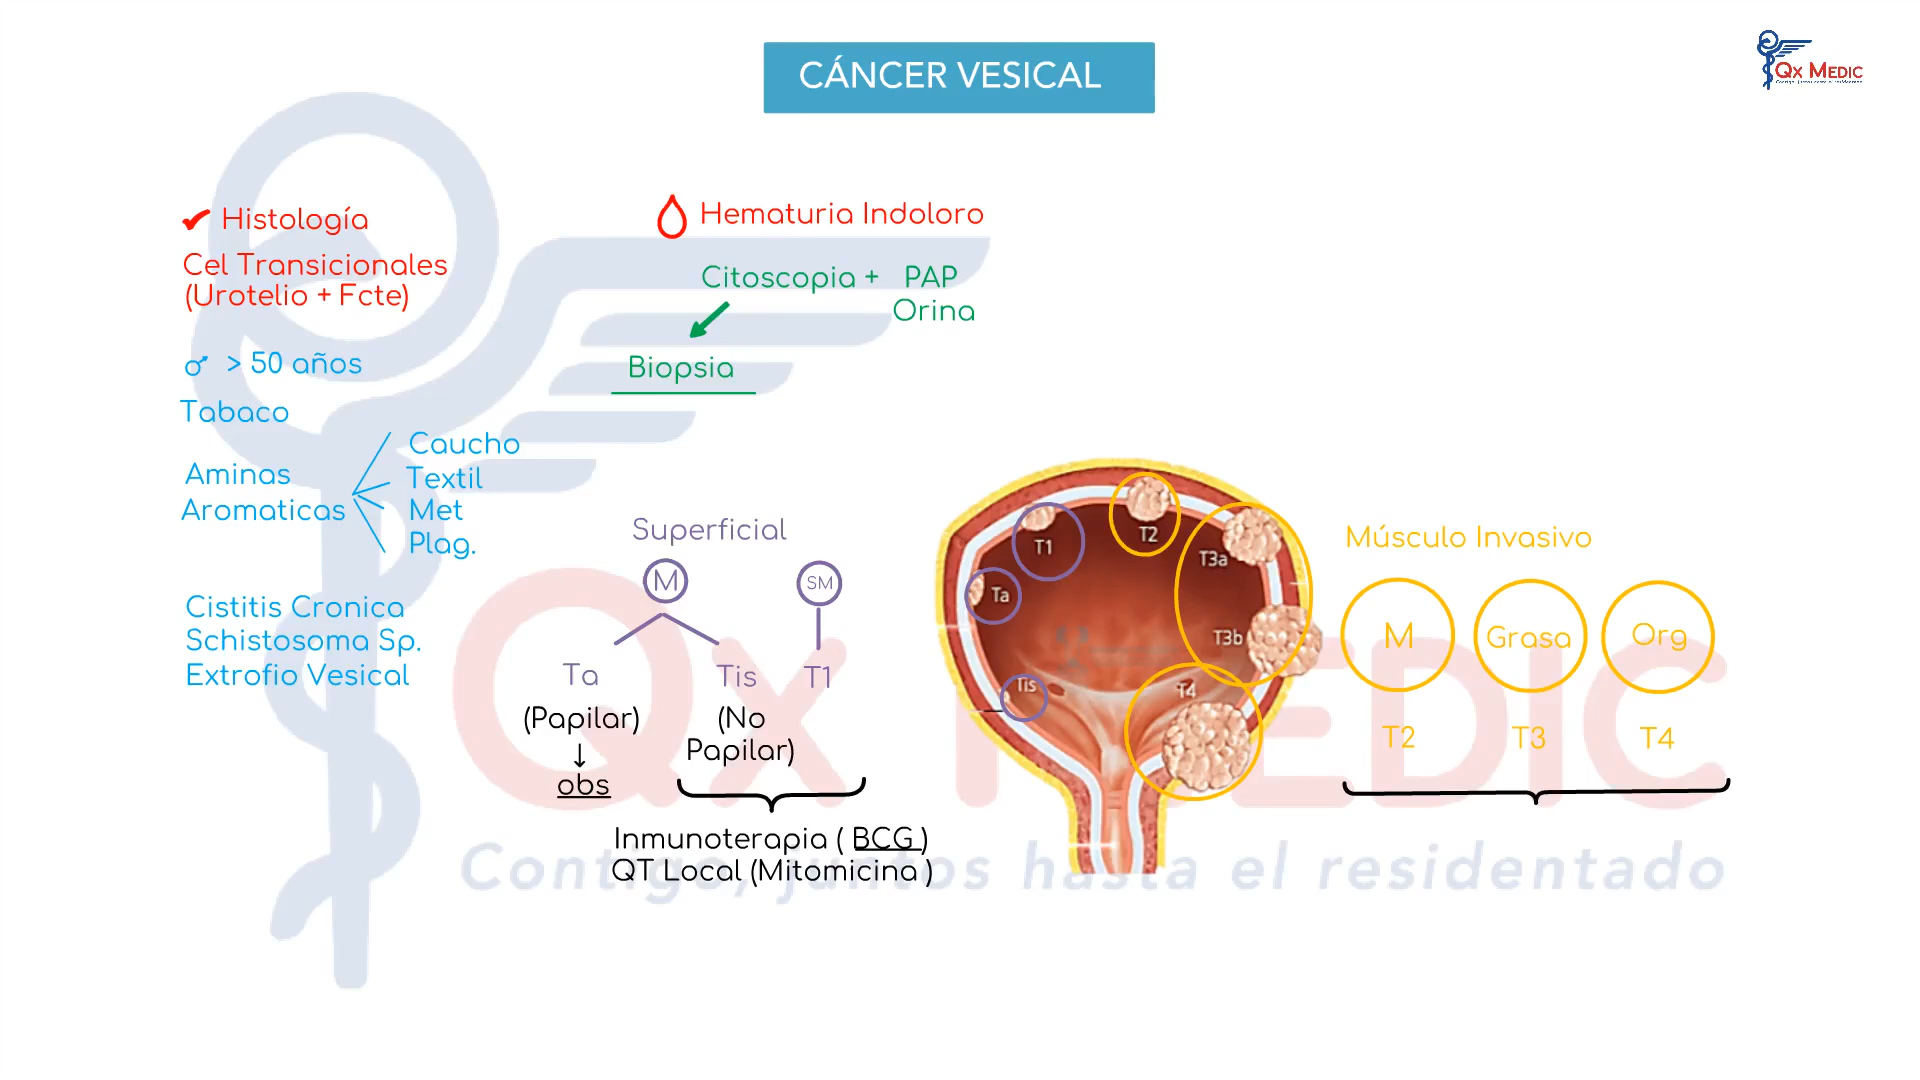 CÁNCER VESICAL
QX MEDIC
Histología
Cel Transicionales
(Urotelio + Fcte)
♂ > 50 años
Tabaco
Aminas
Aromaticas
Caucho
Textil
Met
Plag.
Cistitis Cronica
Schistosoma Sp.
Extrofio Vesical
Hematuria Indoloro
Citoscopia + PAP
Orina
Biopsia
Superficial
M
SM
Ta
Tis
T1
(Papilar)
(No
Papilar)
↓
obs
Inmunoterapia ( BCG )
QT Local (Mitomicina )
T1
T2
T3a
Ta
T3b
Tis
T4
Músculo Invasivo
M
Grasa
Org
T2
T3
T4
QX MEDIC
Contigo, juntos hasta el residentado